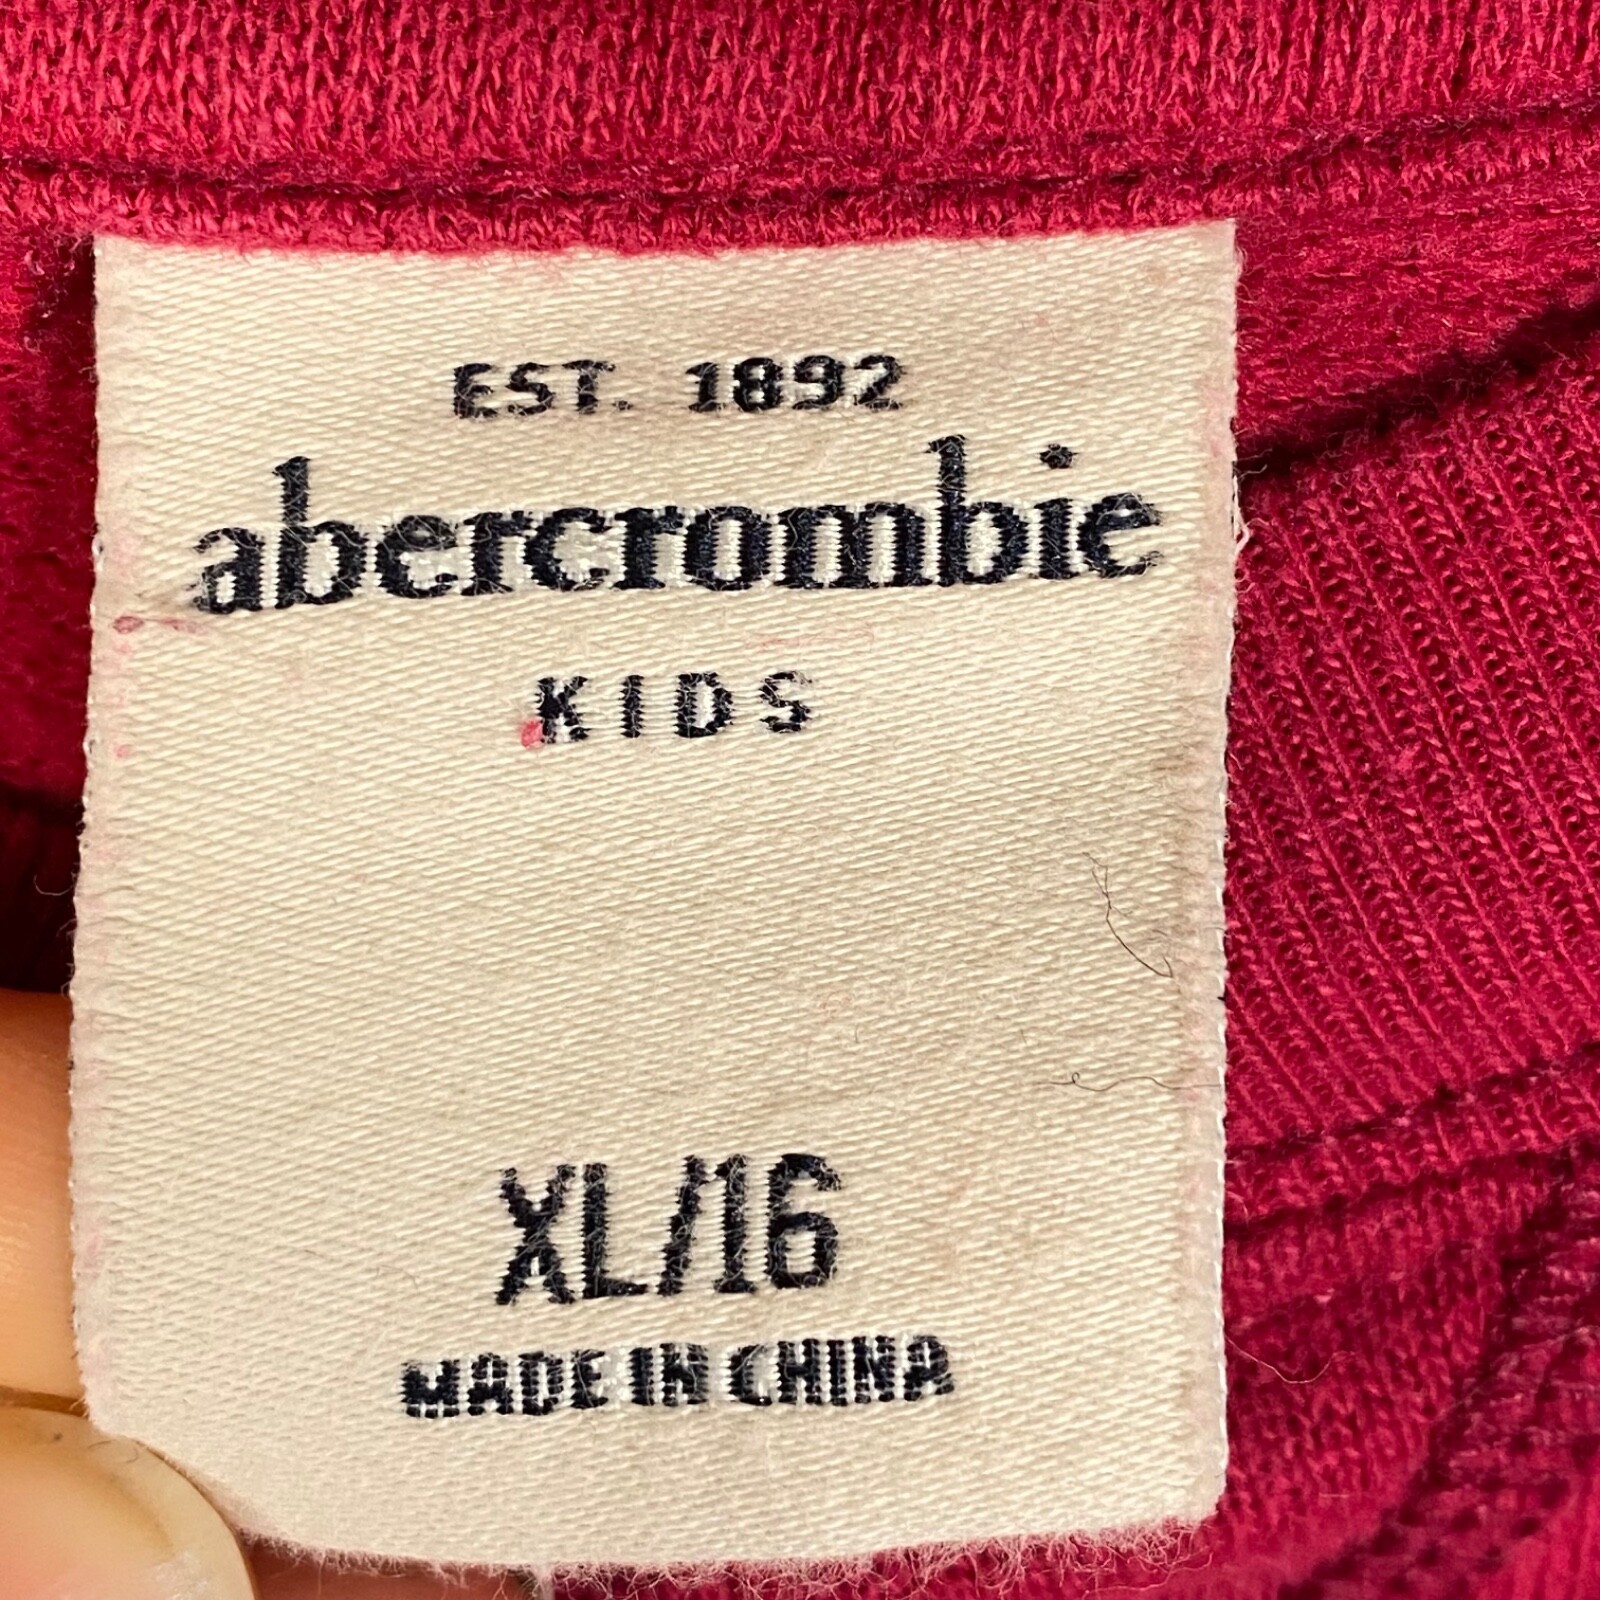 EST. 1892
abercrombie
KIDS
XL/16
MADE IN CHINA